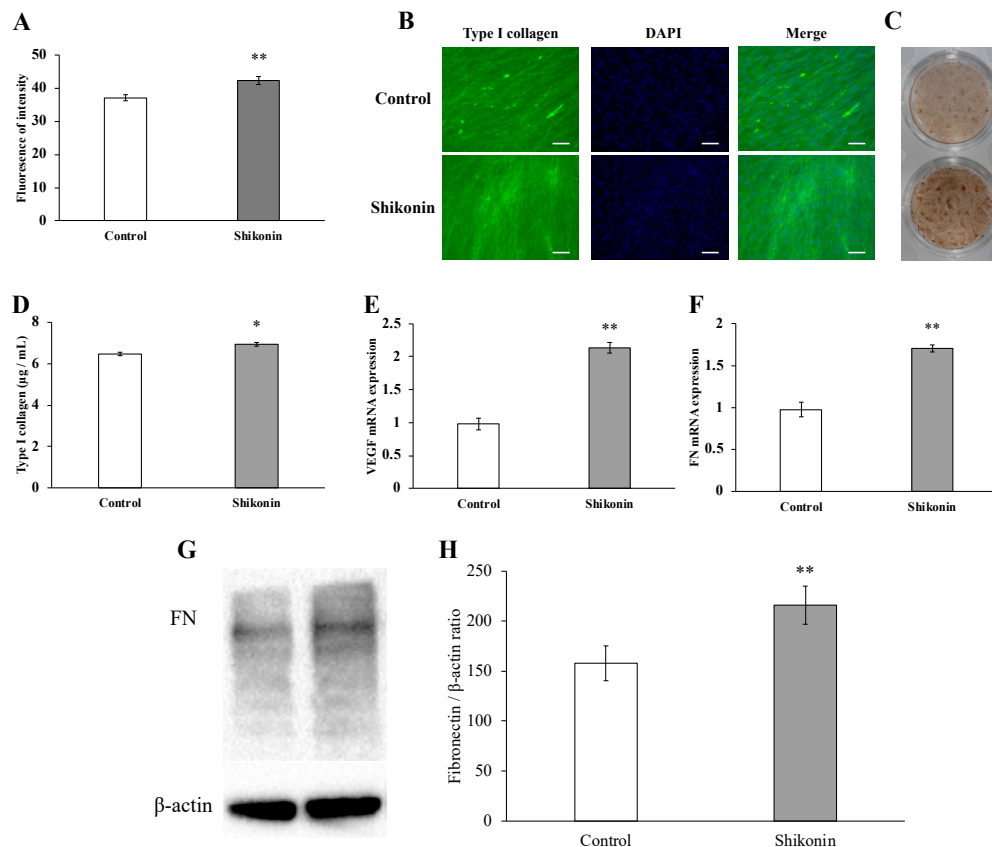 A
Fluoresence of intensity
50
40
30
20
10
0
**
Control
Shikonin
B
Type I collagen
DAPI
Merge
Control
Shikonin
C
D
Type I collagen (μg / mL)
8
6
4
2
0
*
Control
Shikonin
E
VEGF mRNA expression
2.5
2
1.5
1
0.5
0
**
Control
Shikonin
F
FN mRNA expression
2
1.5
1
0.5
0
**
Control
Shikonin
G
FN
β-actin
H
Fibronectin / β-actin ratio
250
200
150
100
50
0
**
Control
Shikonin